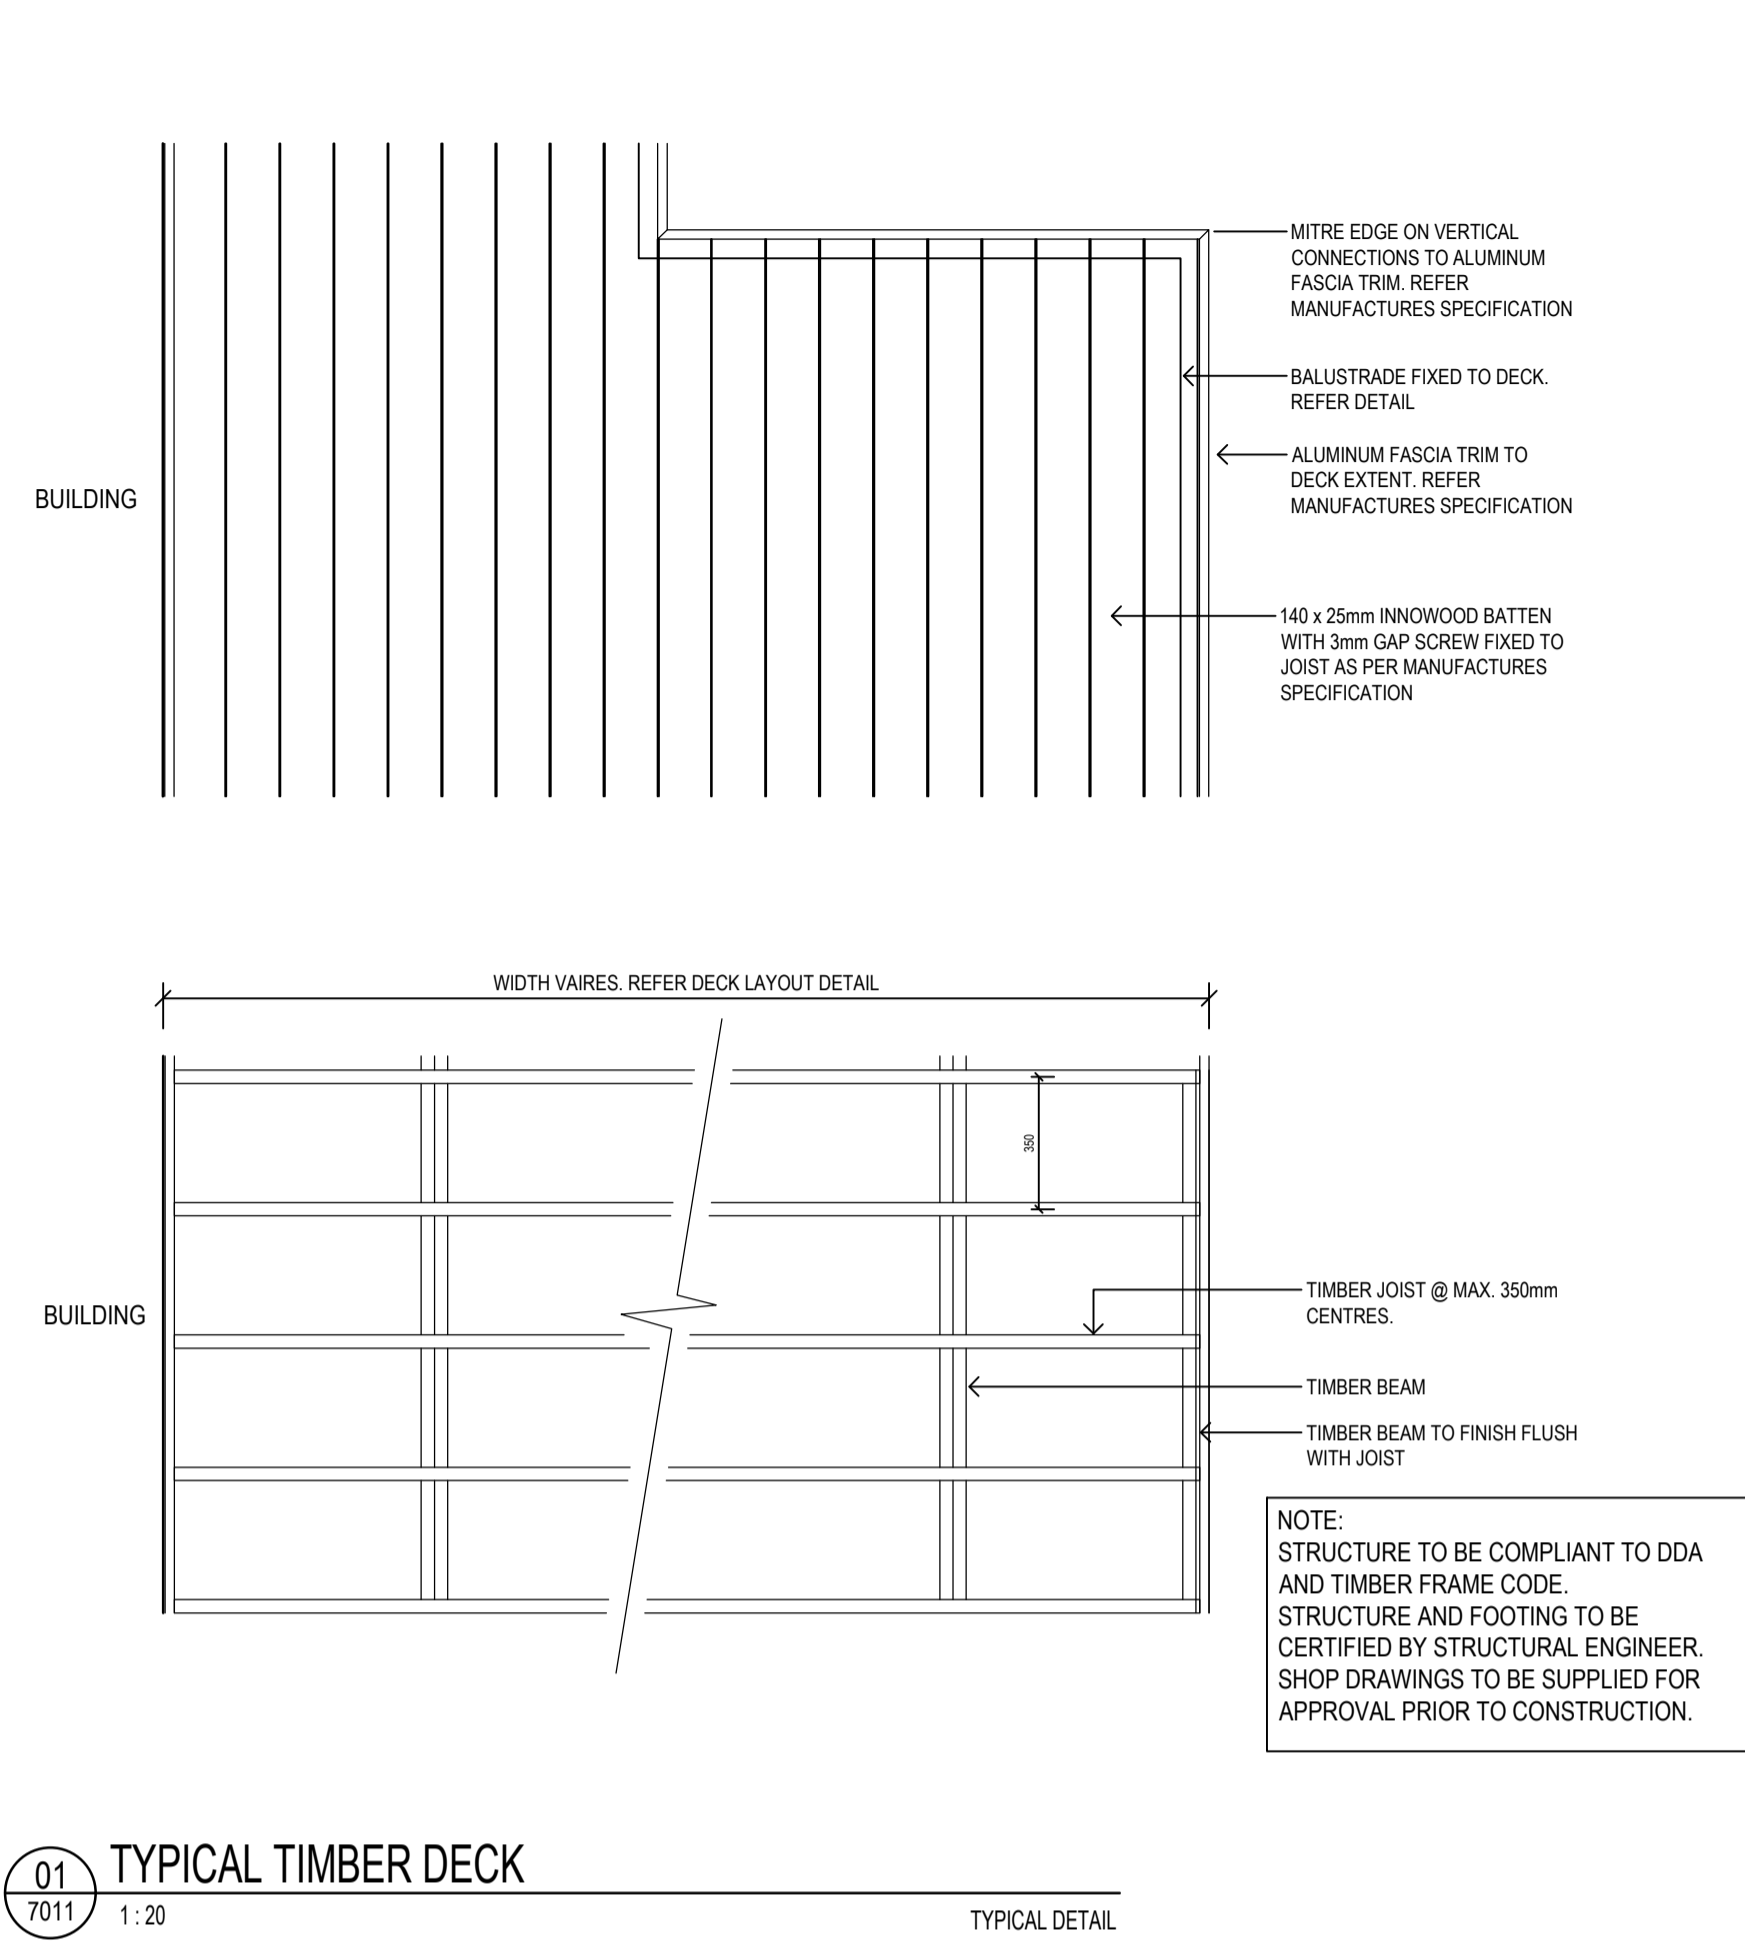 MITRE EDGE ON VERTICAL
CONNECTIONS TO ALUMINUM
FASCIA TRIM. REFER
MANUFACTURES SPECIFICATION
BALUSTRADE FIXED TO DECK.
REFER DETAIL
ALUMINUM FASCIA TRIM TO
DECK EXTENT. REFER
MANUFACTURES SPECIFICATION
BUILDING
140 x 25mm INNOWOOD BATTEN
WITH 3mm GAP SCREW FIXED TO
JOIST AS PER MANUFACTURES
SPECIFICATION
WIDTH VAIRES. REFER DECK LAYOUT DETAIL
350
BUILDING
TIMBER JOIST @ MAX. 350mm
CENTRES.
TIMBER BEAM
TIMBER BEAM TO FINISH FLUSH
WITH JOIST
NOTE:
STRUCTURE TO BE COMPLIANT TO DDA
AND TIMBER FRAME CODE.
STRUCTURE AND FOOTING TO BE
CERTIFIED BY STRUCTURAL ENGINEER.
SHOP DRAWINGS TO BE SUPPLIED FOR
APPROVAL PRIOR TO CONSTRUCTION.
01
7011
TYPICAL TIMBER DECK
1 : 20
TYPICAL DETAIL